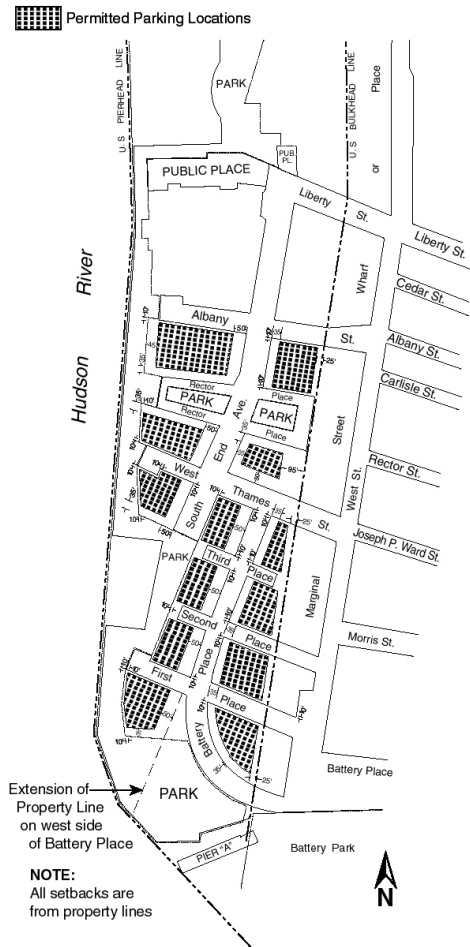 Permitted Parking Locations
U.S PIERHEAD LINE
PARK
U.S BULKHEAD LINE
Place
or
Wharf
Street
Marginal
PUB.
PL.
PUBLIC PLACE
Liberty St.
Liberty St.
Cedar St.
Hudson River
Albany St.
Albany St.
Carlisle St.
Rector Place
PARK
PARK
Rector Place
Rector St.
South End Ave.
West Thames St.
West St.
Joseph P. Ward St.
PARK
Third Place
Second Place
Morris St.
First Place
Battery Place
Battery Place
Extension of
Property Line
on west side
of Battery Place
PARK
PIER "A"
Battery Park
NOTE:
All setbacks are
from property lines
N